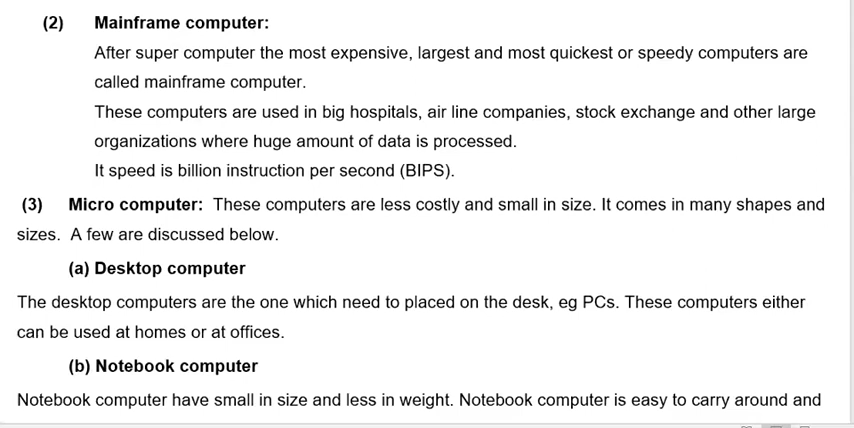 (2) Mainframe computer:
After super computer the most expensive, largest and most quickest or speedy computers are
called mainframe computer.
These computers are used in big hospitals, air line companies, stock exchange and other large
organizations where huge amount of data is processed.
It speed is billion instruction per second (BIPS).
(3) Micro computer: These computers are less costly and small in size. It comes in many shapes and
sizes. A few are discussed below.
(a) Desktop computer
The desktop computers are the one which need to placed on the desk, eg PCs. These computers either
can be used at homes or at offices.
(b) Notebook computer
Notebook computer have small in size and less in weight. Notebook computer is easy to carry around and